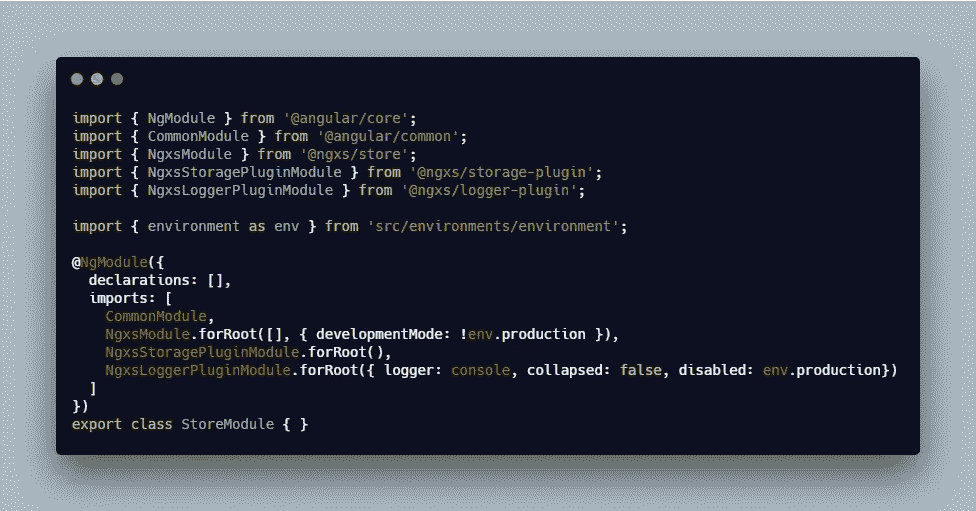 import { NgModule } from '@angular/core';
import { CommonModule } from '@angular/common';
import { NgxsModule } from '@ngxs/store';
import { NgxsStoragePluginModule } from '@ngxs/storage-plugin';
import { NgxsLoggerPluginModule } from '@ngxs/logger-plugin';

import { environment as env } from 'src/environments/environment';

@NgModule({
  declarations: [],
  imports: [
    CommonModule,
    NgxsModule.forRoot([], { developmentMode: !env.production }),
    NgxsStoragePluginModule.forRoot(),
    NgxsLoggerPluginModule.forRoot({ logger: console, collapsed: false, disabled: env.production})
  ]
})
export class StoreModule { }